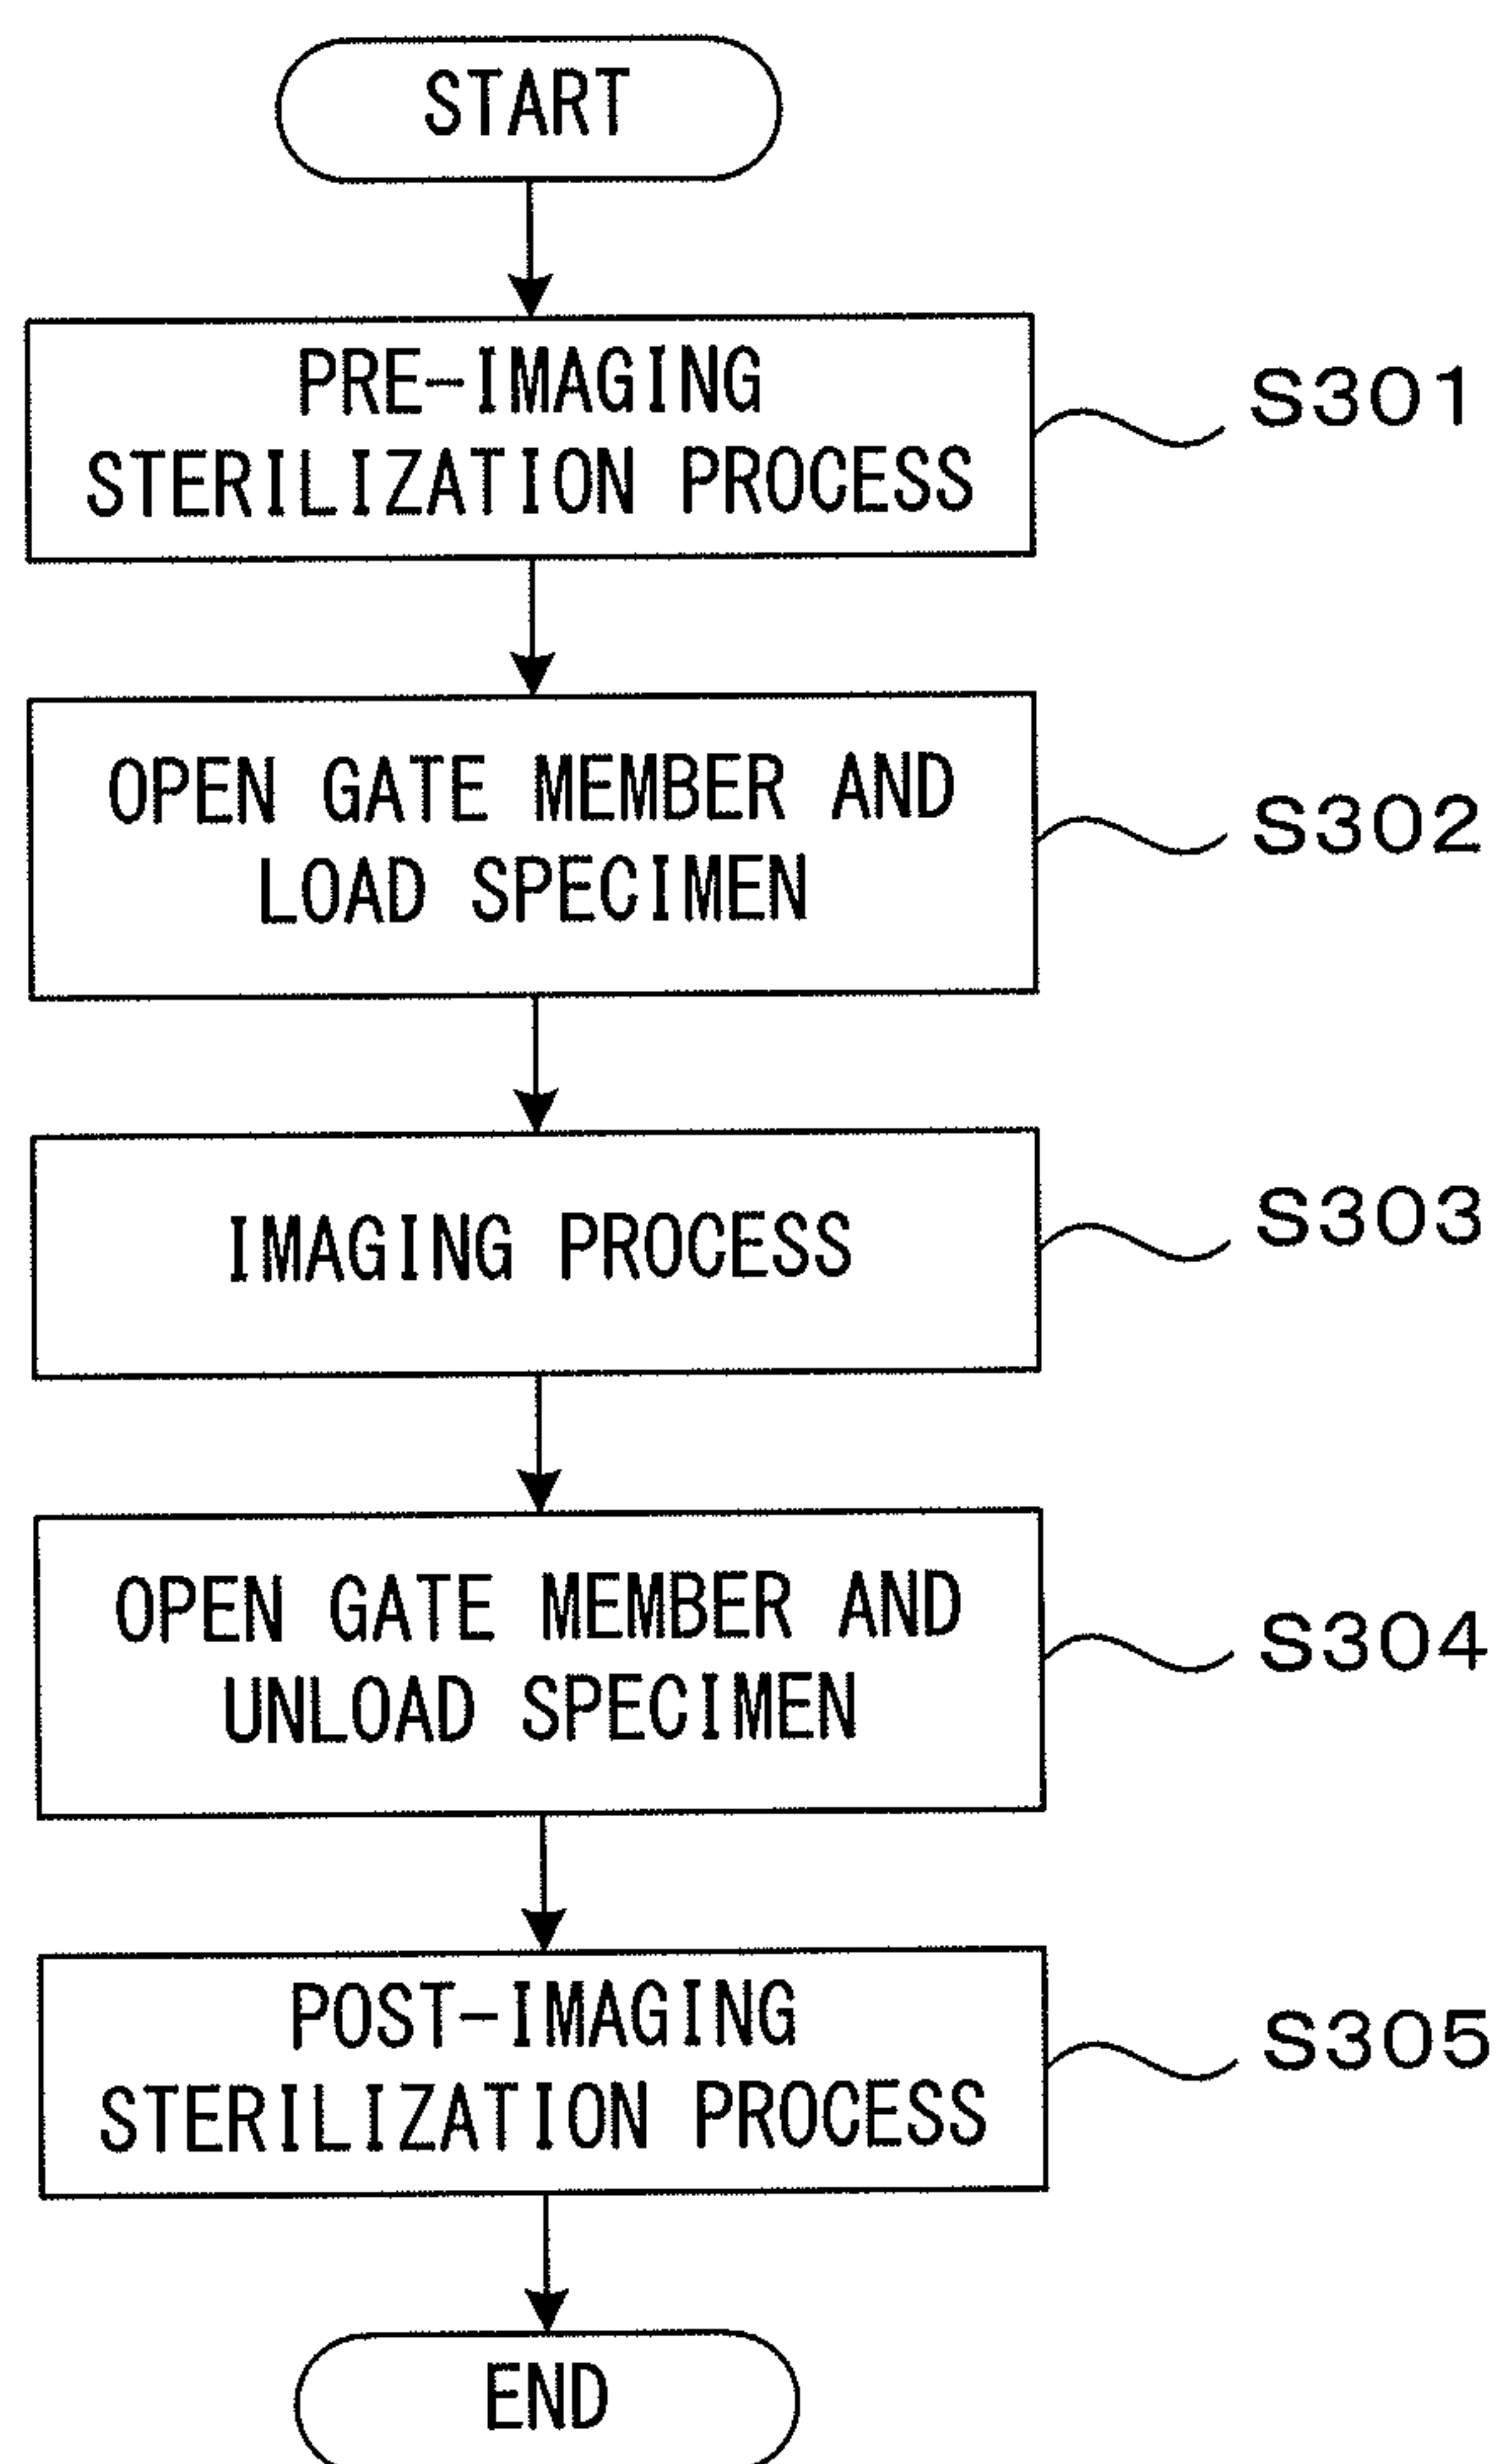 START
PRE-IMAGING
STERILIZATION PROCESS
S301
OPEN GATE MEMBER AND
LOAD SPECIMEN
S302
IMAGING PROCESS
S303
OPEN GATE MEMBER AND
UNLOAD SPECIMEN
S304
POST-IMAGING
STERILIZATION PROCESS
S305
END